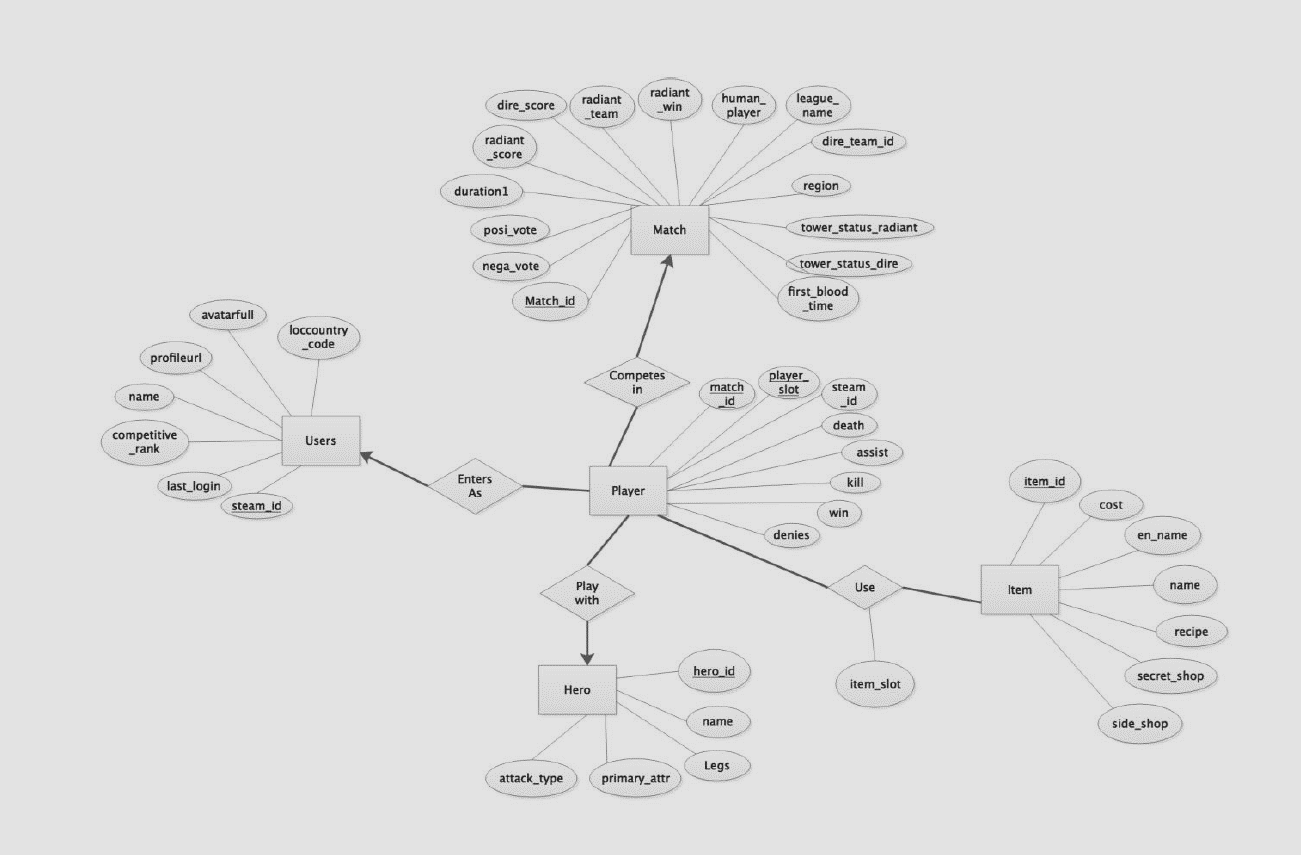 dire_score
radiant
_team
radiant
_win
human_
player
league_
name
radiant
_score
dire_team_id
duration1
region
posi_vote
Match
tower_status_radiant
nega_vote
tower_status_dire
Match_id
first_blood
_time
avatarfull
loccountry
_code
profileurl
name
competitive
_rank
Users
last_login
steam_id
Competes
in
match
_id
player_
slot
steam
_id
death
assist
kill
win
denies
Enters
As
Player
item_id
cost
en_name
name
recipe
secret_shop
side_shop
Item
Use
item_slot
Play
with
Hero
hero_id
name
Legs
primary_attr
attack_type